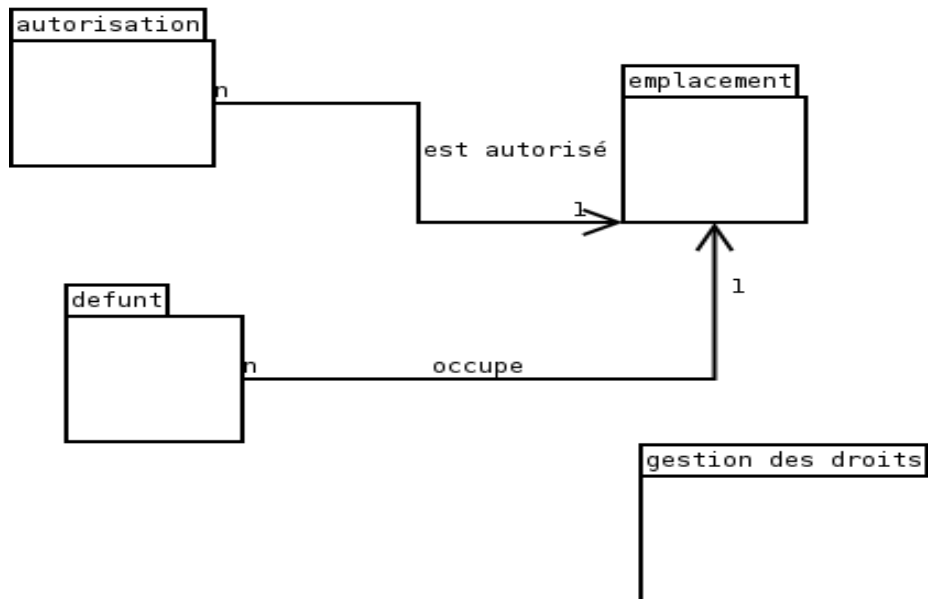 autorisation
n
emplacement
est autorisé
1
1
defunt
n
occupe
gestion des droits